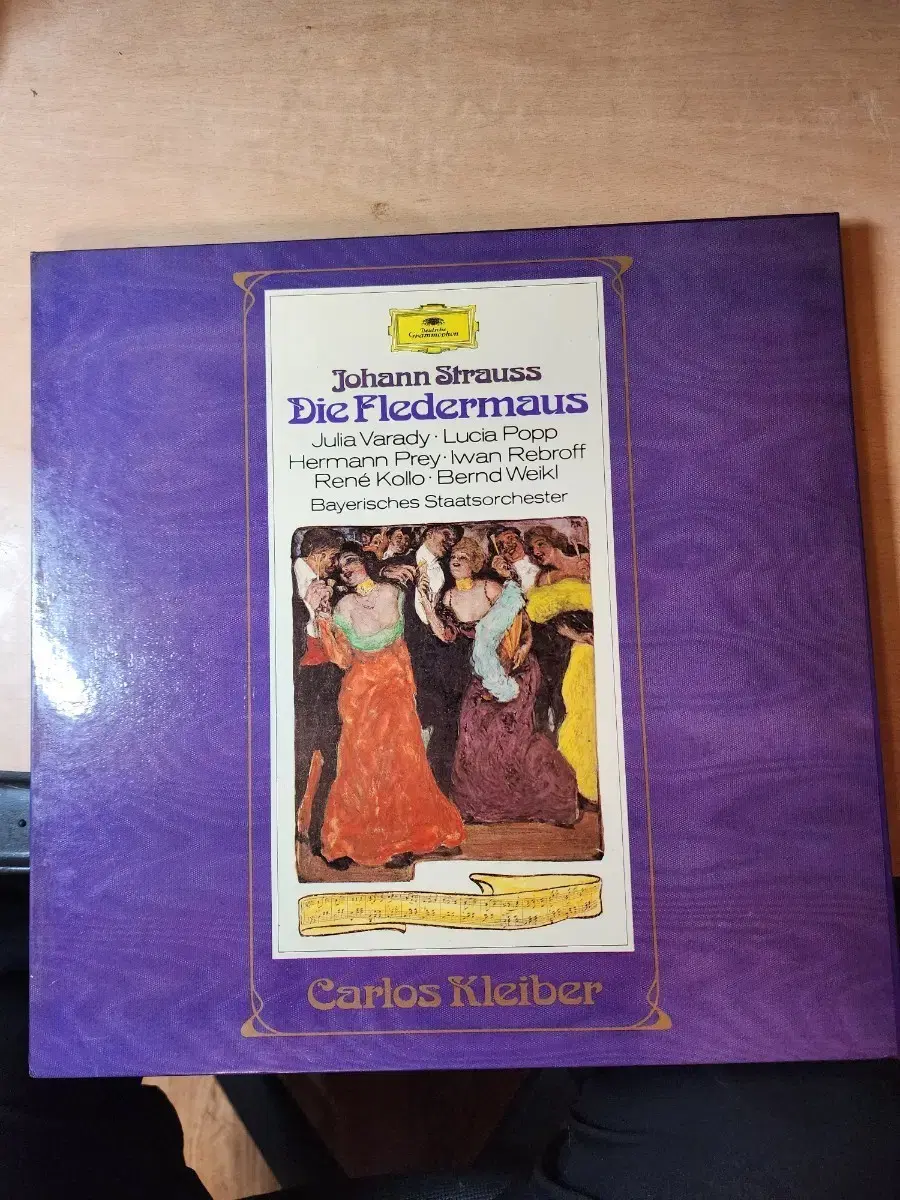 Deutsche
Grammophon
Johann Strauss
Die Fledermaus
Julia Varady · Lucia Popp
Hermann Prey · Iwan Rebroff
René Kollo · Bernd Weikl
Bayerisches Staatsorchester
Carlos Kleiber